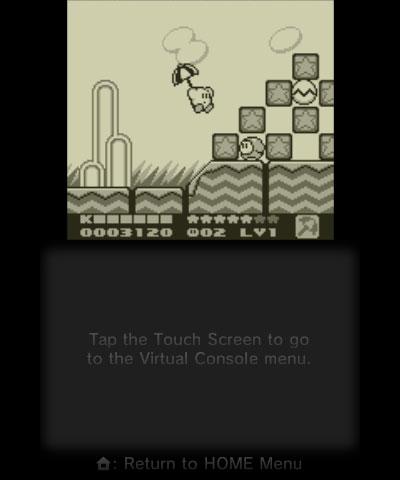 K
0003120 002 LV1
Tap the Touch Screen to go
to the Virtual Console menu.
: Return to HOME Menu